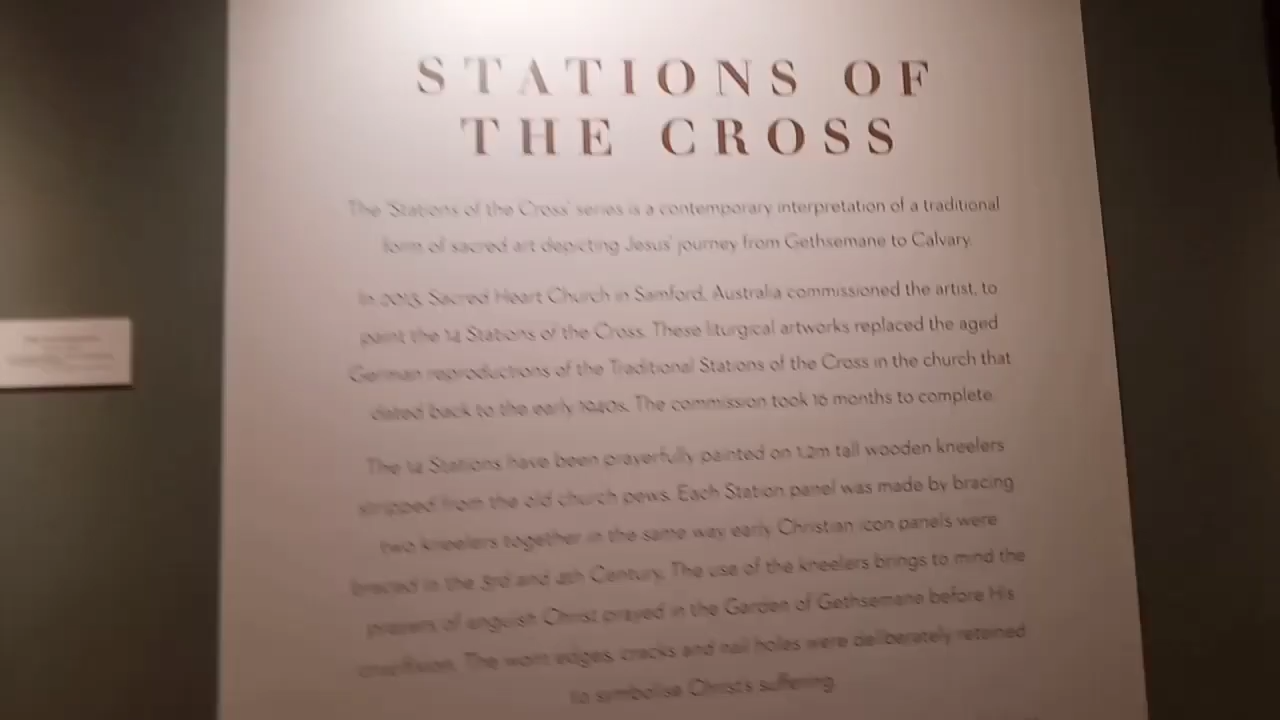 STATIONS OF
THE CROSS
The 'Stations of the Cross' series is a contemporary interpretation of a traditional
form of sacred art depicting Jesus' journey from Gethsemane to Calvary.
In 2013, Sacred Heart Church in Samford, Australia commissioned the artist, to
paint the 14 Stations of the Cross. These liturgical artworks replaced the aged
German reproductions of the Traditional Stations of the Cross in the church that
dated back to the early 1940s. The commission took 16 months to complete.
The 14 Stations have been prayerfully painted on 1.2m tall wooden kneelers
stripped from the old church pews. Each Station panel was made by bracing
two kneelers together in the same way early Christian icon panels were
braced in the 3rd and 4th Century. The use of the kneelers brings to mind the
prayers of anguish Christ prayed in the Garden of Gethsemane before His
crucifixion. The worn edges, cracks and nail holes were deliberately retained
to symbolise Christ's suffering.